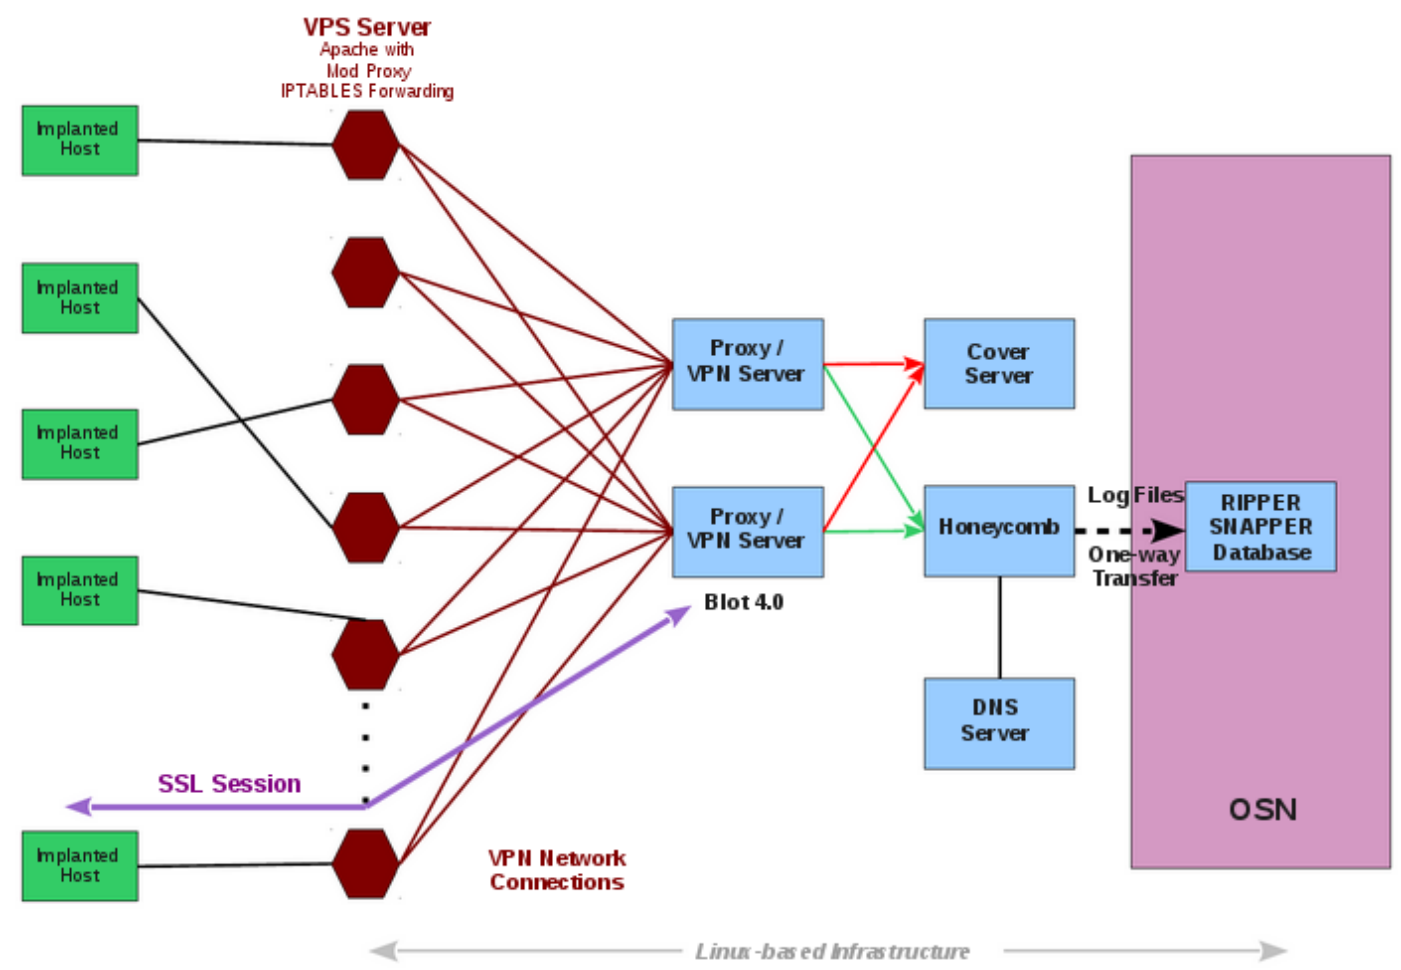 VPS Server
Apache with
Mod Proxy
IPTABLES Forwarding
Implanted
Host
Implanted
Host
Implanted
Host
Implanted
Host
Implanted
Host
Proxy /
VPN Server
Proxy /
VPN Server
Blot 4.0
Cover
Server
Honeycomb
DNS
Server
Log Files
One-way
Transfer
RIPPER
SNAPPER
Database
OSN
SSL Session
VPN Network
Connections
Linux-based Infrastructure